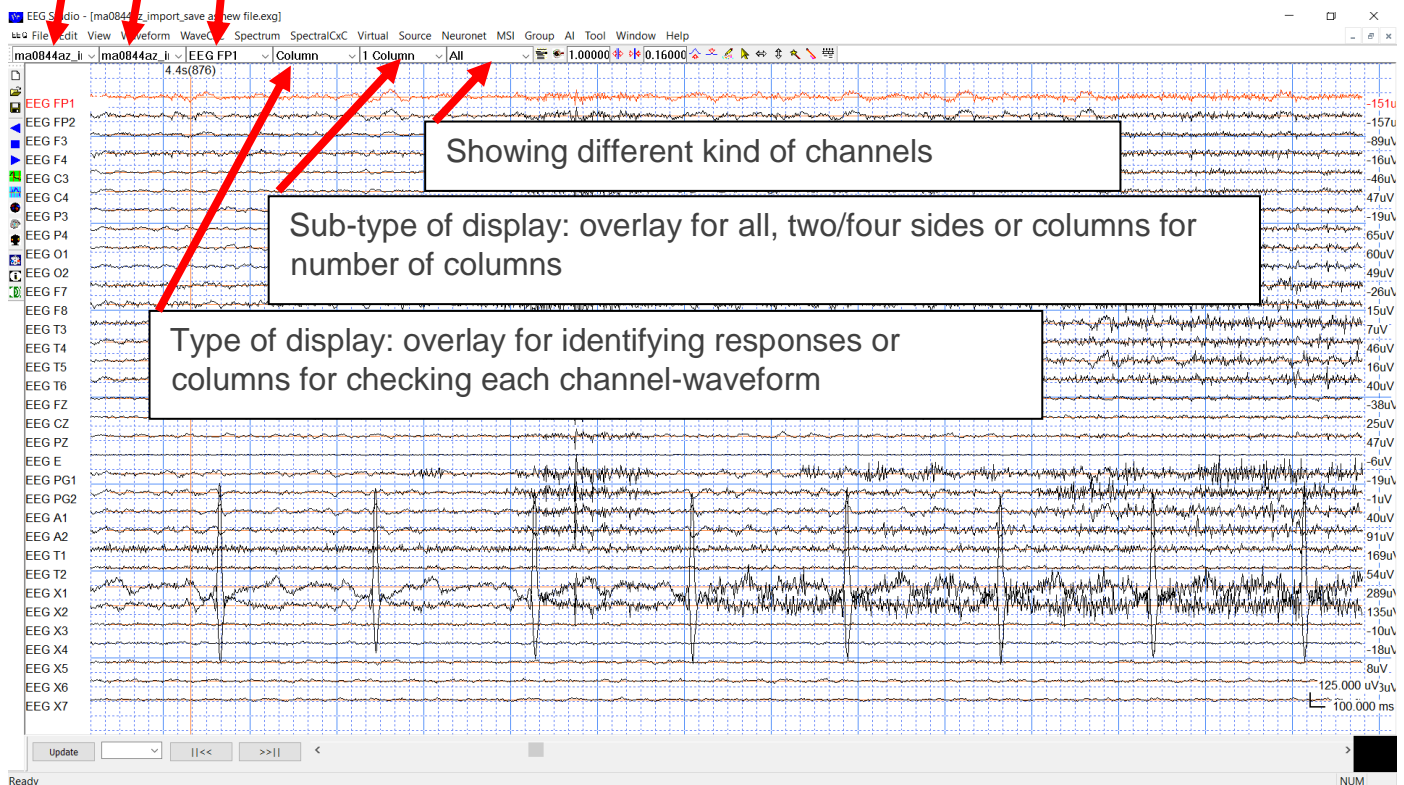 EEG Studio - [ma0844az_import_save as new file.exg]
File Edit View Waveform WaveCxC Spectrum SpectralCxC Virtual Source Neuronet MSI Group AI Tool Window Help
ma0844az_i ma0844az_i EEG FP1 Column 1 Column All 1.00000 0.16000
4.4s(876)
EEG FP1 -151u
EEG FP2 -157u
EEG F3 -89uV
EEG F4 -16uV
EEG C3 -46uV
EEG C4 47uV
EEG P3 -19uV
EEG P4 65uV
EEG O1 60uV
EEG O2 49uV
EEG F7 -26uV
EEG F8 15uV
EEG T3 7uV
EEG T4 46uV
EEG T5 16uV
EEG T6 40uV
EEG FZ -38uV
EEG CZ 25uV
EEG PZ 47uV
EEG E -6uV
EEG PG1 -19uV
EEG PG2 -1uV
EEG A1 40uV
EEG A2 91uV
EEG T1 169uV
EEG T2 54uV
EEG X1 289uV
EEG X2 135uV
EEG X3 -10uV
EEG X4 -18uV
EEG X5 8uV
EEG X6 3uV
EEG X7
Showing different kind of channels
Sub-type of display: overlay for all, two/four sides or columns for
number of columns
Type of display: overlay for identifying responses or
columns for checking each channel-waveform
125.000 uV
100.000 ms
Update ||<< >>||
Ready NUM